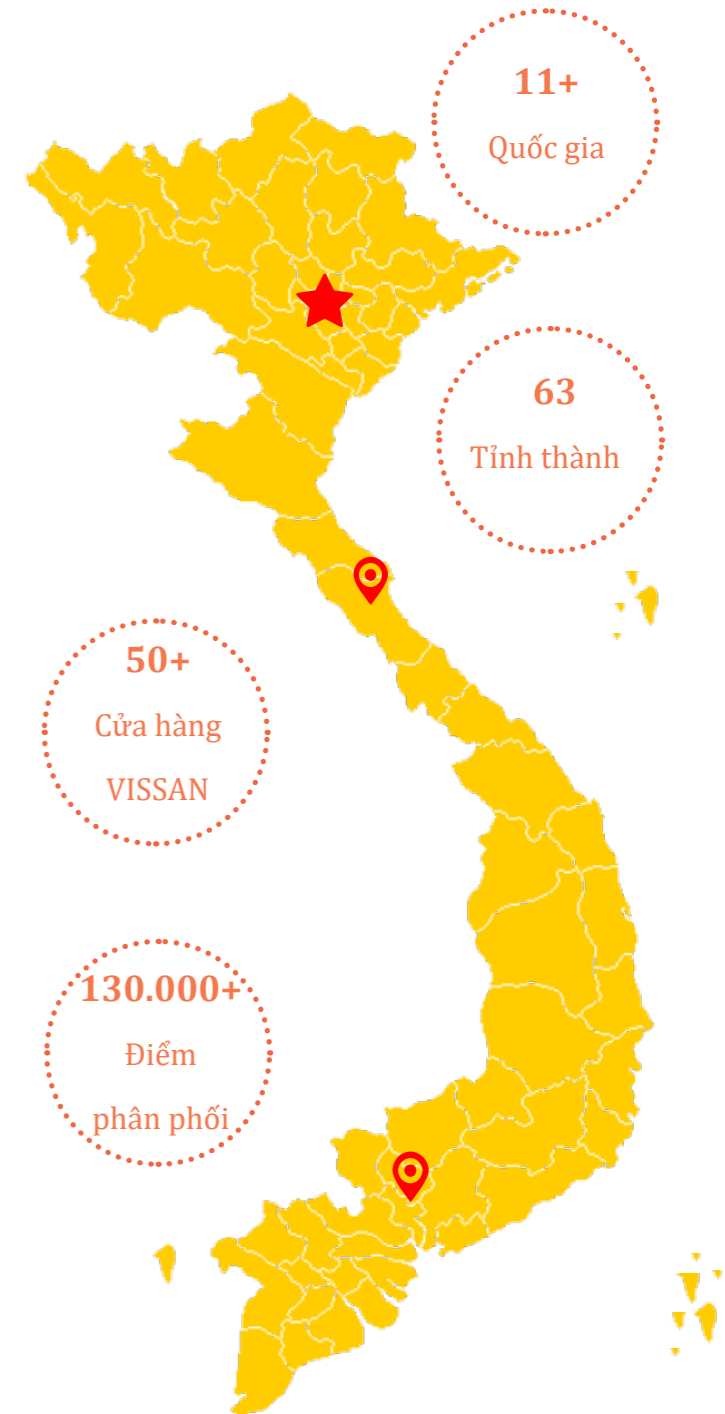 11+
Quốc gia
63
Tỉnh thành
50+
Cửa hàng
VISSAN
130.000+
Điểm
phân phối